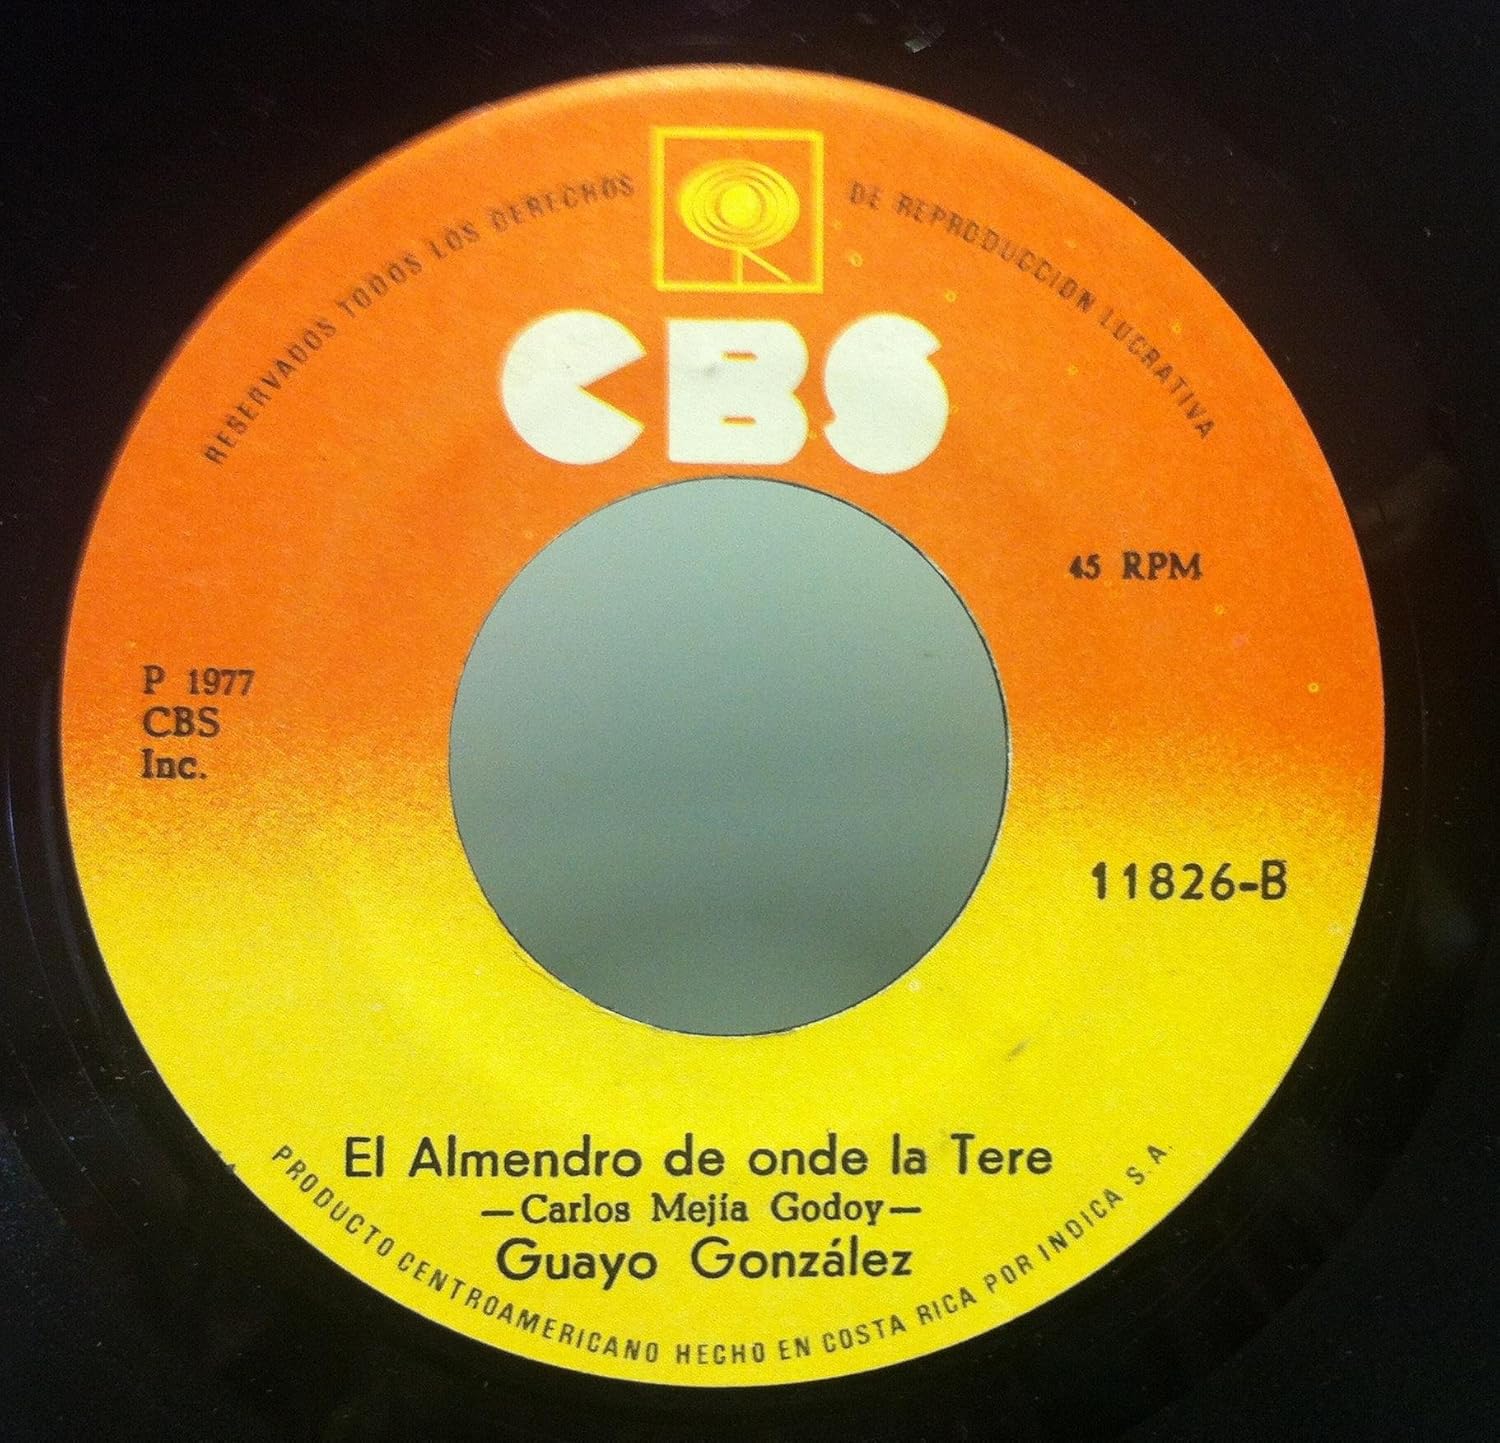 RESERVADOS TODOS LOS DERECHOS DE REPRODUCCION LUCRATIVA
CBS
45 RPM
P 1977
CBS
Inc.
11826-B
El Almendro de onde la Tere
—Carlos Mejía Godoy—
Guayo González
PRODUCTO CENTROAMERICANO HECHO EN COSTA RICA POR INDICA S.A.